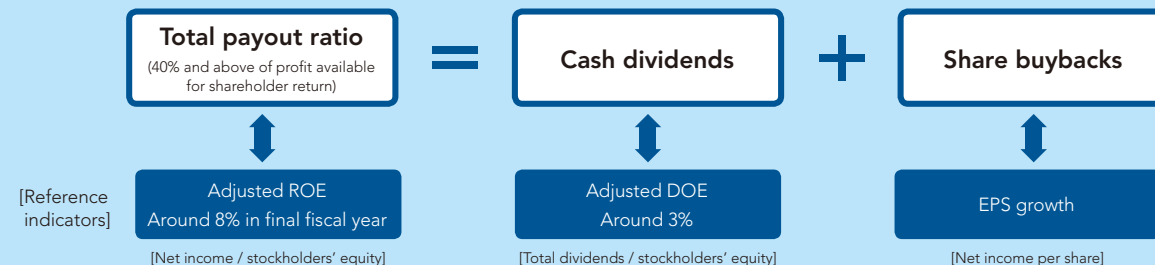 Total payout ratio
(40% and above of profit available
for shareholder return)
=
Cash dividends
+
Share buybacks
[Reference
indicators]
Adjusted ROE
Around 8% in final fiscal year
Adjusted DOE
Around 3%
EPS growth
[Net income / stockholders' equity]
[Total dividends / stockholders' equity]
[Net income per share]